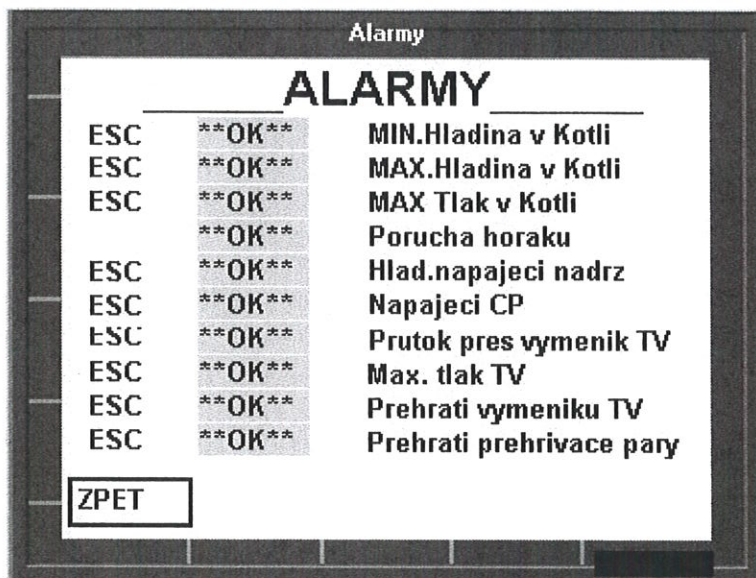 Alarmy
ALARMY
ESC **OK** MIN.Hladina v Kotli
ESC **OK** MAX.Hladina v Kotli
ESC **OK** MAX Tlak v Kotli
**OK** Porucha horaku
ESC **OK** Hlad.napajeci nadrz
ESC **OK** Napajeci CP
ESC **OK** Prutok pres vymenik TV
ESC **OK** Max. tlak TV
ESC **OK** Prehrati vymeniku TV
ESC **OK** Prehrati prehrivace pary
ZPET